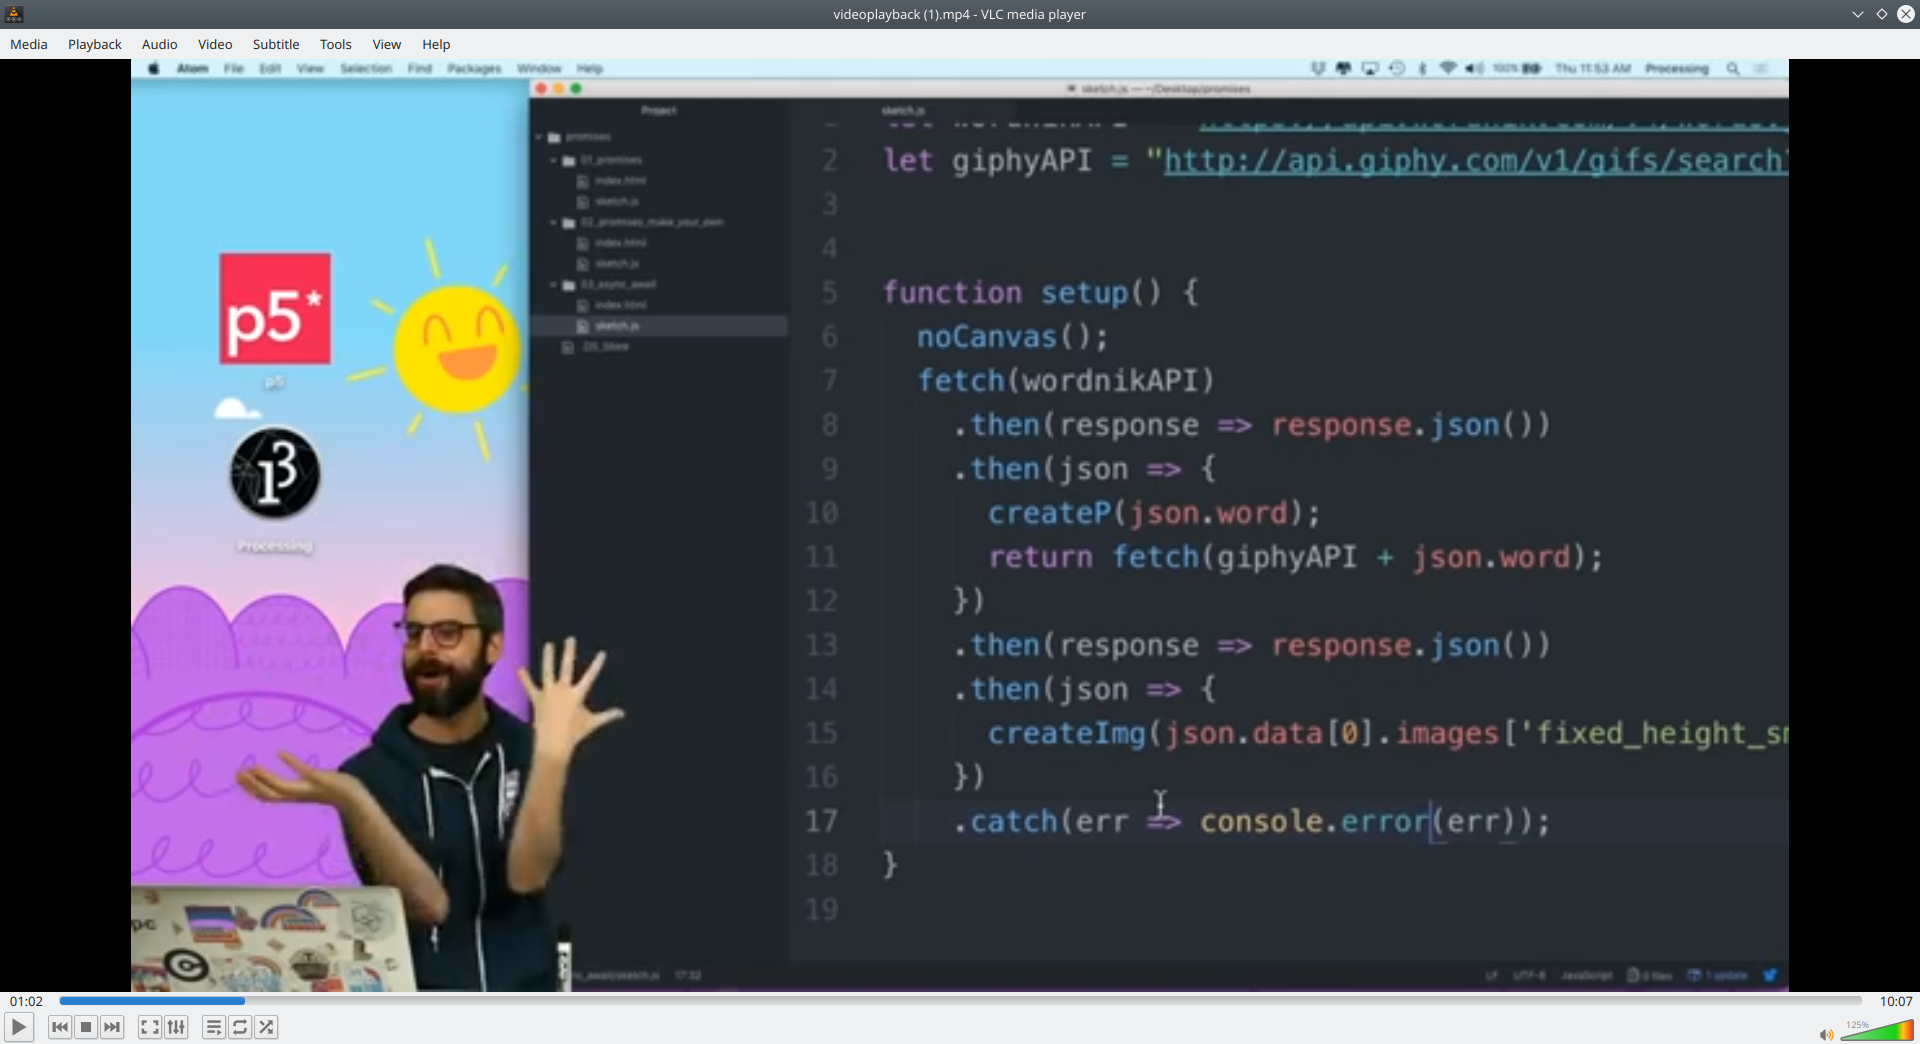 videoplayback (1).mp4 - VLC media player
Media Playback Audio Video Subtitle Tools View Help
Atom File Edit View Selection Find Packages Window Help
100% Thu 11:53 AM Processing
sketch.js — ~/Desktop/promises
Project
sketch.js
promises
01_promises
index.html
sketch.js
02_promises_make_your_own
index.html
sketch.js
03_async_await
index.html
sketch.js
.DS_Store
p5*
p5
Processing
2 let giphyAPI = "http://api.giphy.com/v1/gifs/search?
3
4
5 function setup() {
6 noCanvas();
7 fetch(wordnikAPI)
8 .then(response => response.json())
9 .then(json => {
10 createP(json.word);
11 return fetch(giphyAPI + json.word);
12 })
13 .then(response => response.json())
14 .then(json => {
15 createImg(json.data[0].images['fixed_height_sm
16 })
17 .catch(err => console.error(err));
18 }
19
17:32
LF UTF-8 JavaScript 0 files 1 update
01:02
10:07
125%